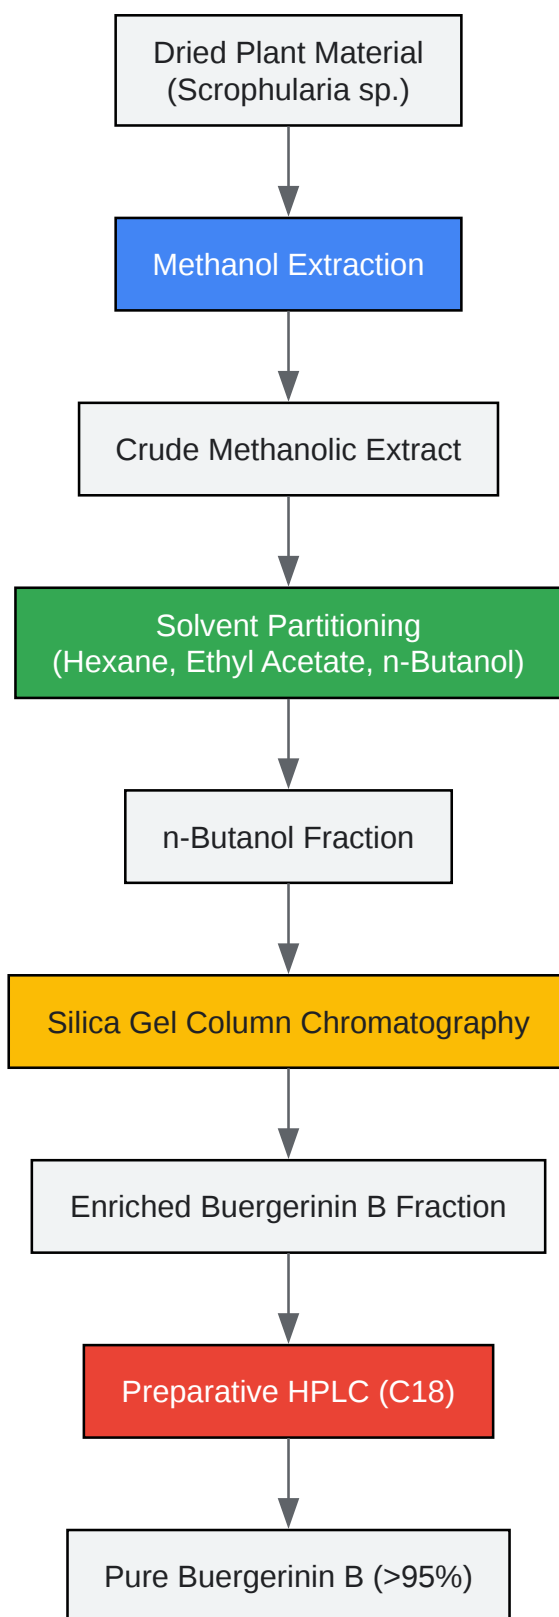 Dried Plant Material
(Scrophularia sp.)
Methanol Extraction
Crude Methanolic Extract
Solvent Partitioning
(Hexane, Ethyl Acetate, n-Butanol)
n-Butanol Fraction
Silica Gel Column Chromatography
Enriched Buergerinin B Fraction
Preparative HPLC (C18)
Pure Buergerinin B (>95%)